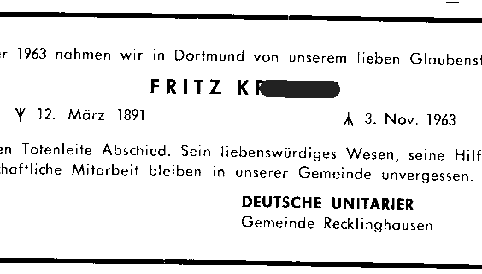 er 1963 nahmen wir in Dortmund von unserem lieben Glaubenst
FRITZ KR
ᛉ 12. März 1891 ᛦ 3. Nov. 1963
en Totenleite Abschied. Sein liebenswürdiges Wesen, seine Hilf
haftliche Mitarbeit bleiben in unserer Gemeinde unvergessen.
DEUTSCHE UNITARIER
Gemeinde Recklinghausen